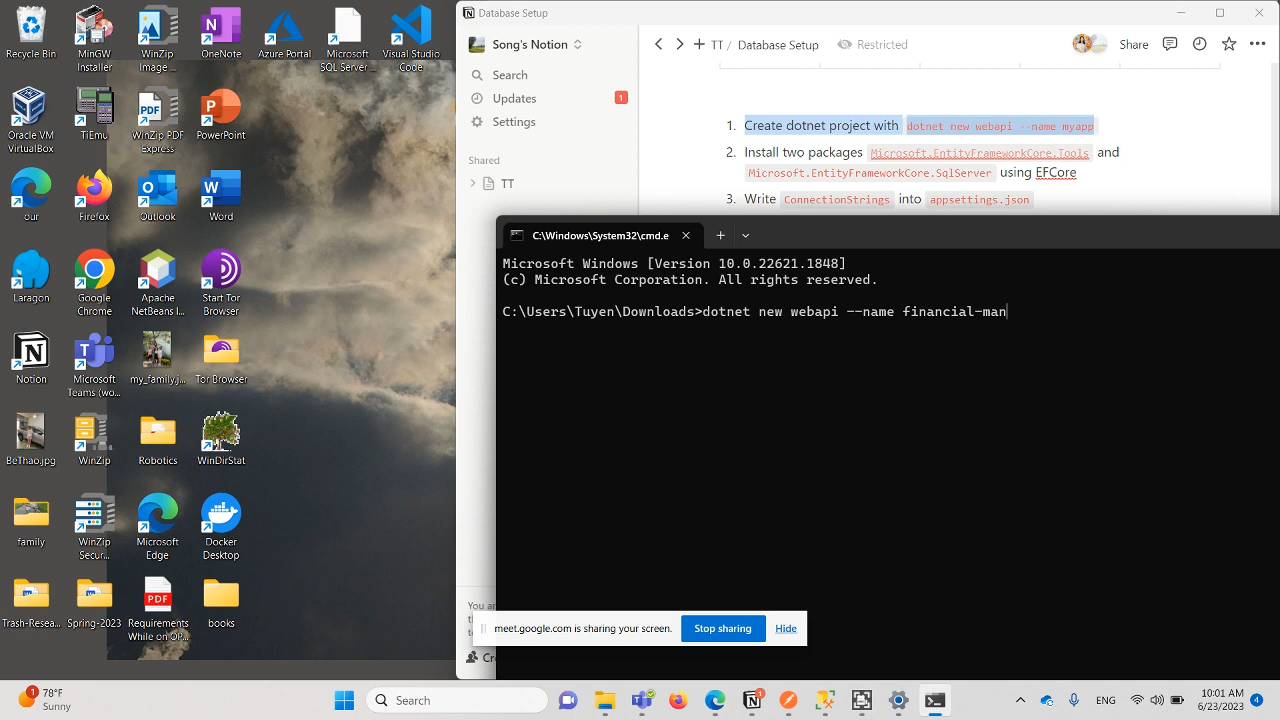 Recycle Bin
MinGW Installer
WinZip Image ...
OneNote
Azure Portal
Microsoft SQL Server ...
Visual Studio Code
Oracle VM VirtualBox
TiEmu
WinZip PDF Express
PowerPoint
our
Firefox
Outlook
Word
Laragon
Google Chrome
Apache NetBeans I...
Start Tor Browser
Notion
Microsoft Teams (wo...
my_family.j...
Tor Browser
BeThao.jpg
WinZip
Robotics
WinDirStat
family
WinZip Secur...
Microsoft Edge
Docker Desktop
Trash-Resea...
Spring-2023
Requirements While on OP...
books
Database Setup
Song's Notion
TT / Database Setup
Restricted
Share
Search
Updates
1
Settings
Shared
TT
1. Create dotnet project with dotnet new webapi --name myapp
2. Install two packages Microsoft.EntityFrameworkCore.Tools and
Microsoft.EntityFrameworkCore.SqlServer using EFCore
3. Write ConnectionStrings into appsettings.json
C:\Windows\System32\cmd.e
Microsoft Windows [Version 10.0.22621.1848]
(c) Microsoft Corporation. All rights reserved.
C:\Users\Tuyen\Downloads>dotnet new webapi --name financial-man
meet.google.com is sharing your screen.
Stop sharing
Hide
1
78°F
Sunny
Search
1
ENG
10:01 AM
6/23/2023
4